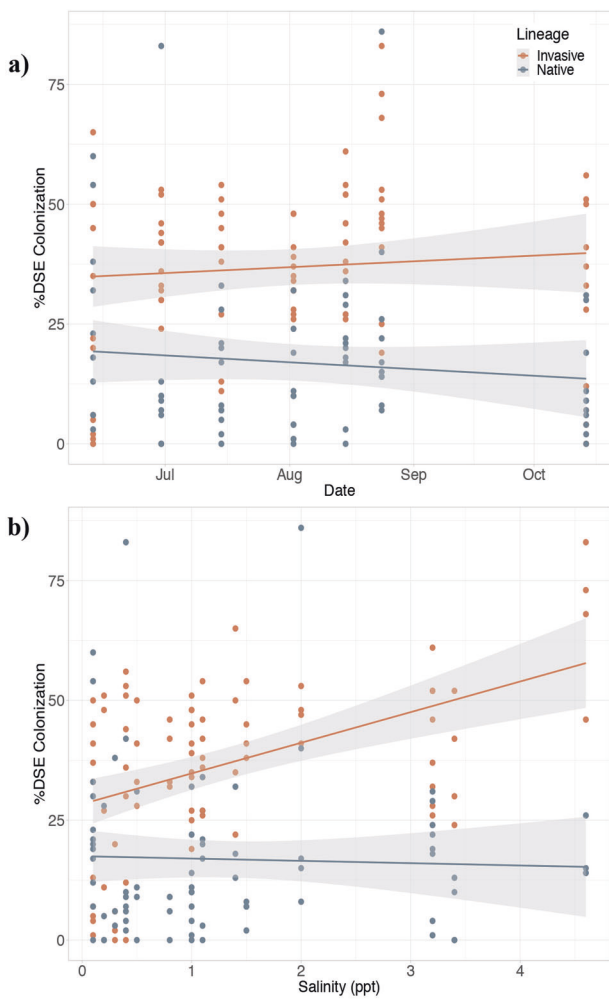 a)
Lineage
Invasive
Native
75
50
25
0
%DSE Colonization
Jul
Aug
Sep
Oct
Date
b)
75
50
25
0
%DSE Colonization
0
1
2
3
4
Salinity (ppt)